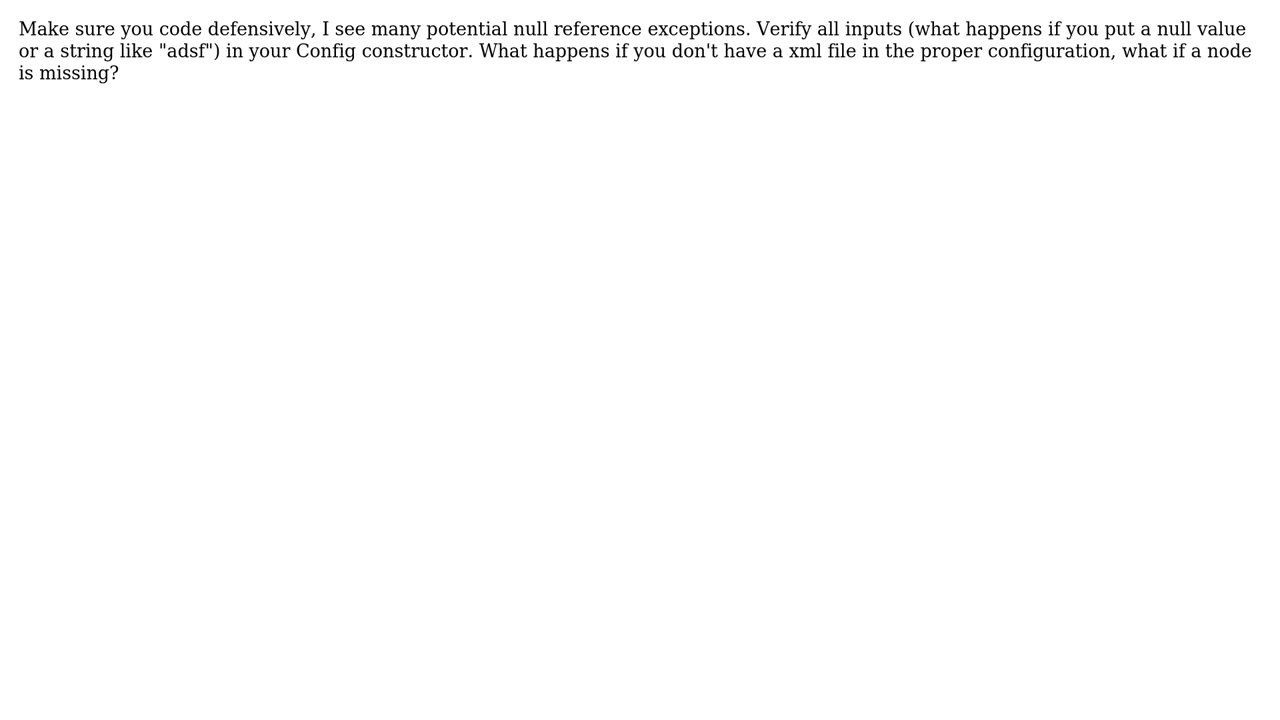 Make sure you code defensively, I see many potential null reference exceptions. Verify all inputs (what happens if you put a null value
or a string like "adsf") in your Config constructor. What happens if you don't have a xml file in the proper configuration, what if a node
is missing?